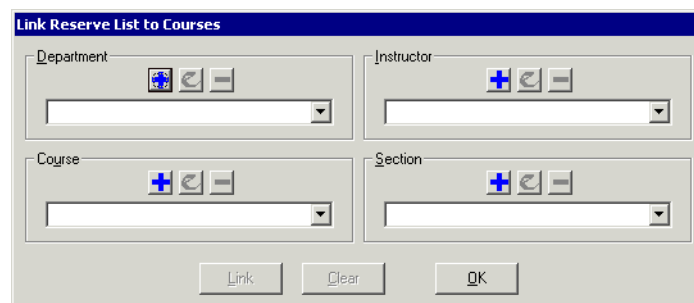 Link Reserve List to Courses
Department
Instructor
Course
Section
Link
Clear
OK